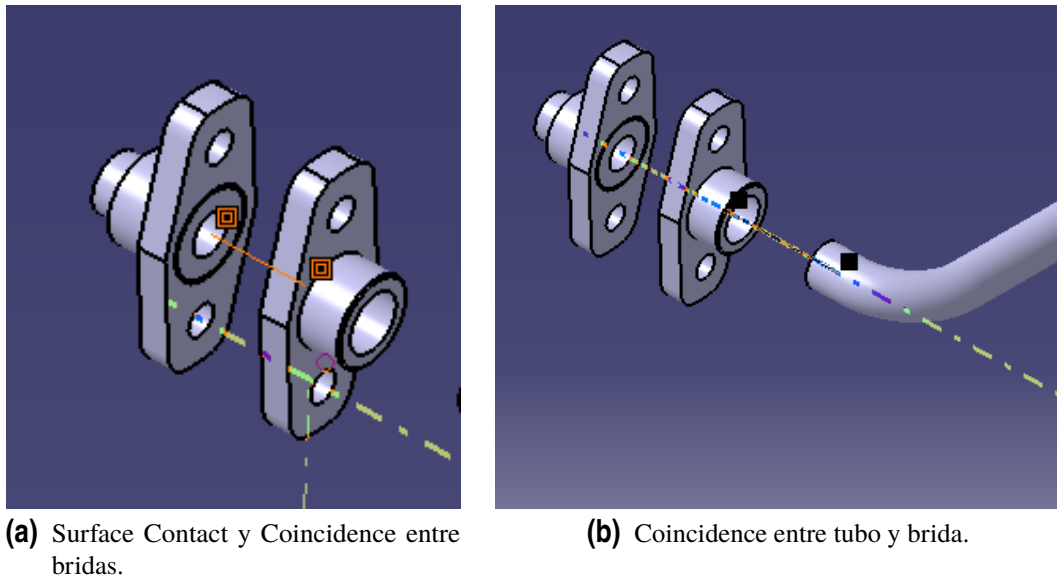 (a) Surface Contact y Coincidence entre
bridas.
(b) Coincidence entre tubo y brida.